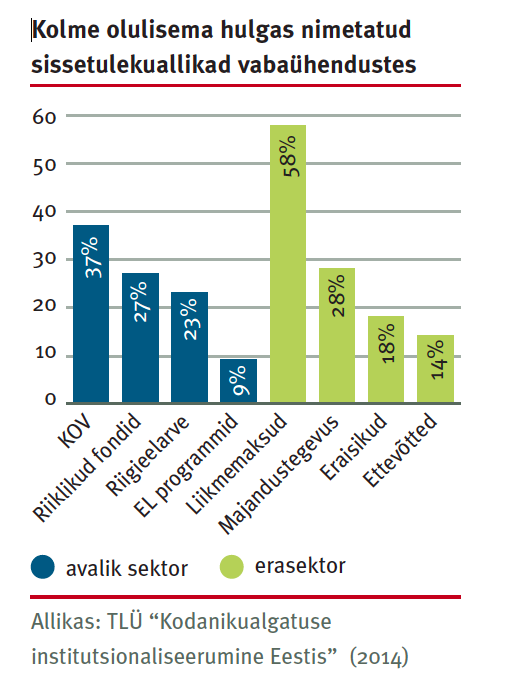 Kolme olulisema hulgas nimetatud
sissetulekuallikad vabaühendustes
60
50
40
30
20
10
0
37%
27%
23%
9%
58%
28%
18%
14%
KOV
Riiklikud fondid
Riigieelarve
EL programmid
Liikmemaksud
Majandustegevus
Eraisikud
Ettevõtted
avalik sektor
erasektor
Allikas: TLÜ “Kodanikualgatuse
institutsionaliseerumine Eestis” (2014)